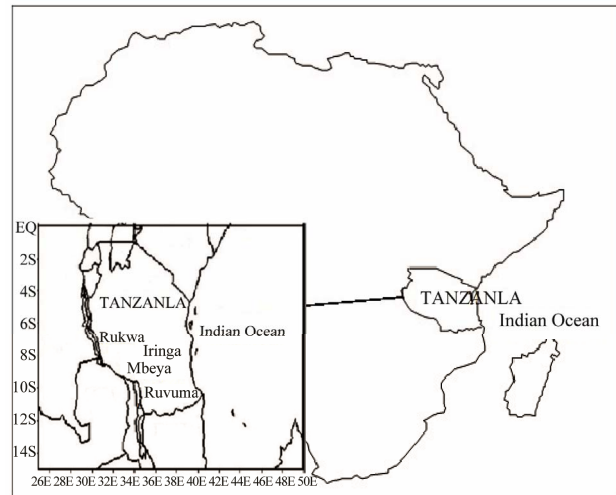 EQ
2S
4S
TANZANLA
TANZANLA
Indian Ocean
6S
Rukwa
Indian Ocean
Iringa
8S
Mbeya
10S
Ruvuma
12S
14S
26E 28E 30E 32E 34E 36E 38E 40E 42E 44E 46E 48E 50E